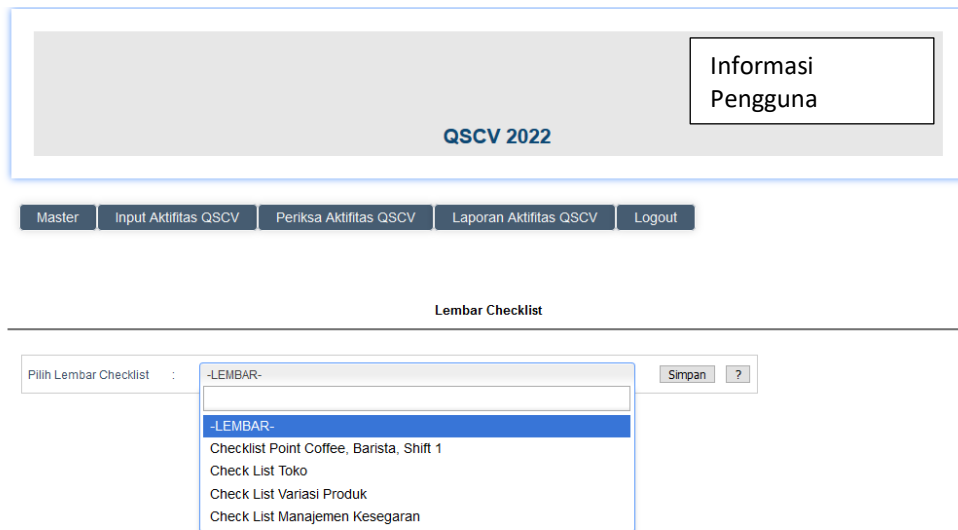 Informasi
Pengguna
QSCV 2022
Master Input Aktifitas QSCV Periksa Aktifitas QSCV Laporan Aktifitas QSCV Logout
Lembar Checklist
Pilih Lembar Checklist : -LEMBAR- Simpan ?
-LEMBAR-
Checklist Point Coffee, Barista, Shift 1
Check List Toko
Check List Variasi Produk
Check List Manajemen Kesegaran